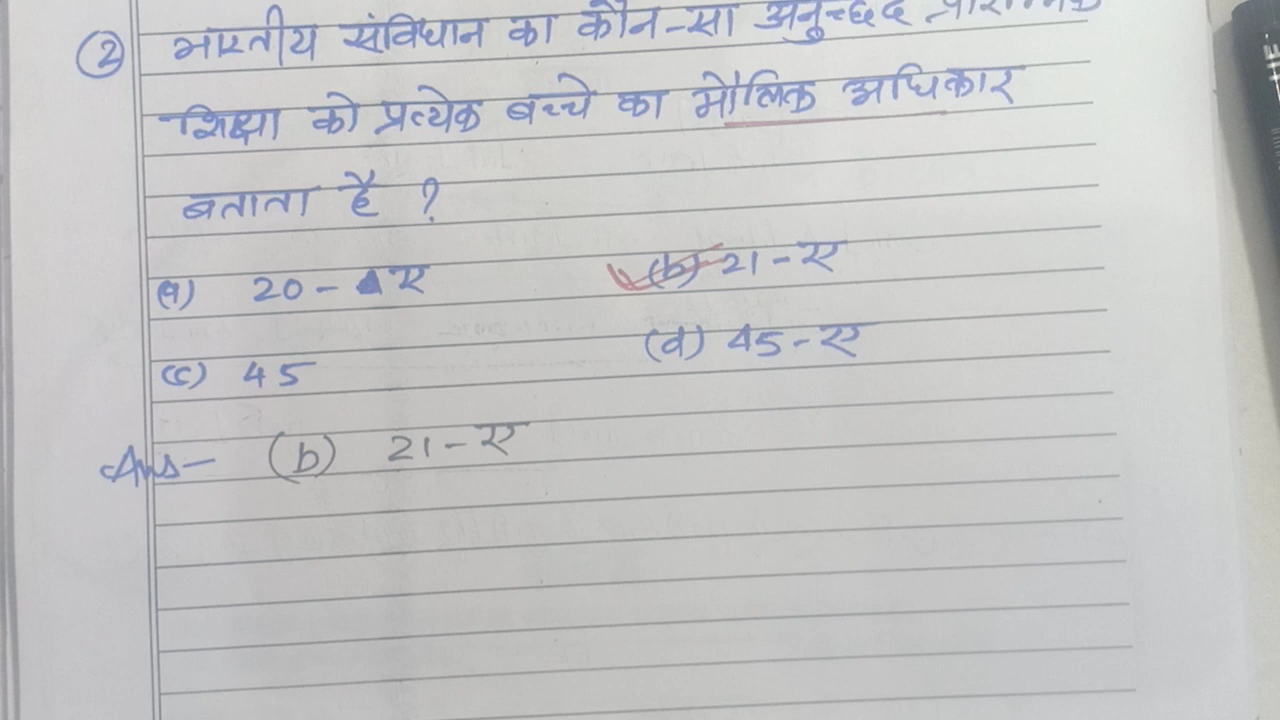 ② भारतीय संविधान का कौन-सा अनुच्छेद
शिक्षा को प्रत्येक बच्चे का मौलिक अधिकार
बताता है ?
(a) 20-ए (b) 21-ए
(c) 45 (d) 45-ए
Ans- (b) 21-ए